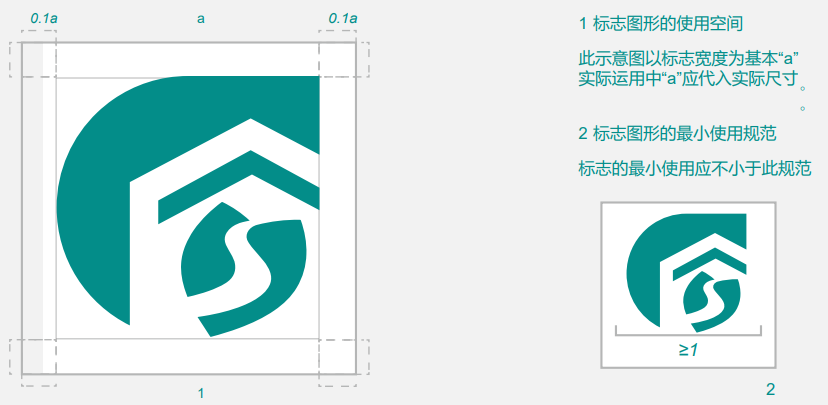 0.1a
a
0.1a
1
1 标志图形的使用空间
此示意图以标志宽度为基本“a”
实际运用中“a”应代入实际尺寸。
。
2 标志图形的最小使用规范
标志的最小使用应不小于此规范
≥1
2